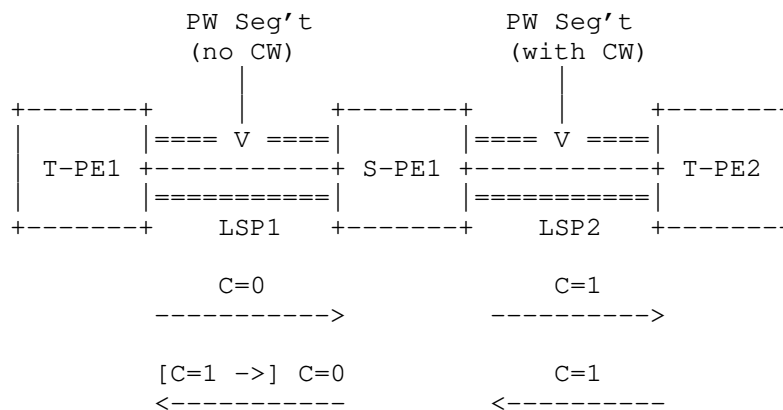 PW Seg't PW Seg't
(no CW) (with CW)
T-PE1 V S-PE1 V T-PE2
LSP1 LSP2
C=0 C=1
----------->  ---------->
[C=1 ->] C=0 C=1
<-----------  <----------